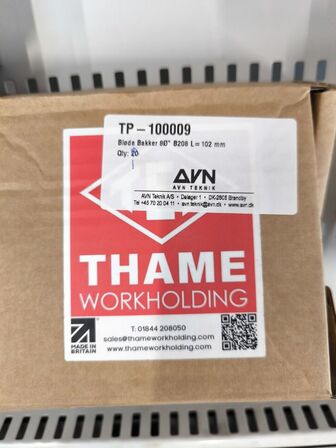 TP-100009
Bløde Bakker 8Ö" B208 L= 102 mm
Qty: 20
1
AVN
AVN TEKNIK
AVN Teknik A/S • Dalager 1 • DK-2605 Brøndby
Tel +45 70 20 04 11 • avn.teknik@avn.dk • www.avn.dk
THAME
WORKHOLDING
MADE IN
BRITAIN
T: 01844 208050
sales@thameworkholding.com
www.thameworkholding.com